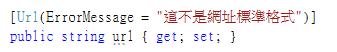 [Url(ErrorMessage = "這不是網址標準格式")]
public string url { get; set; }